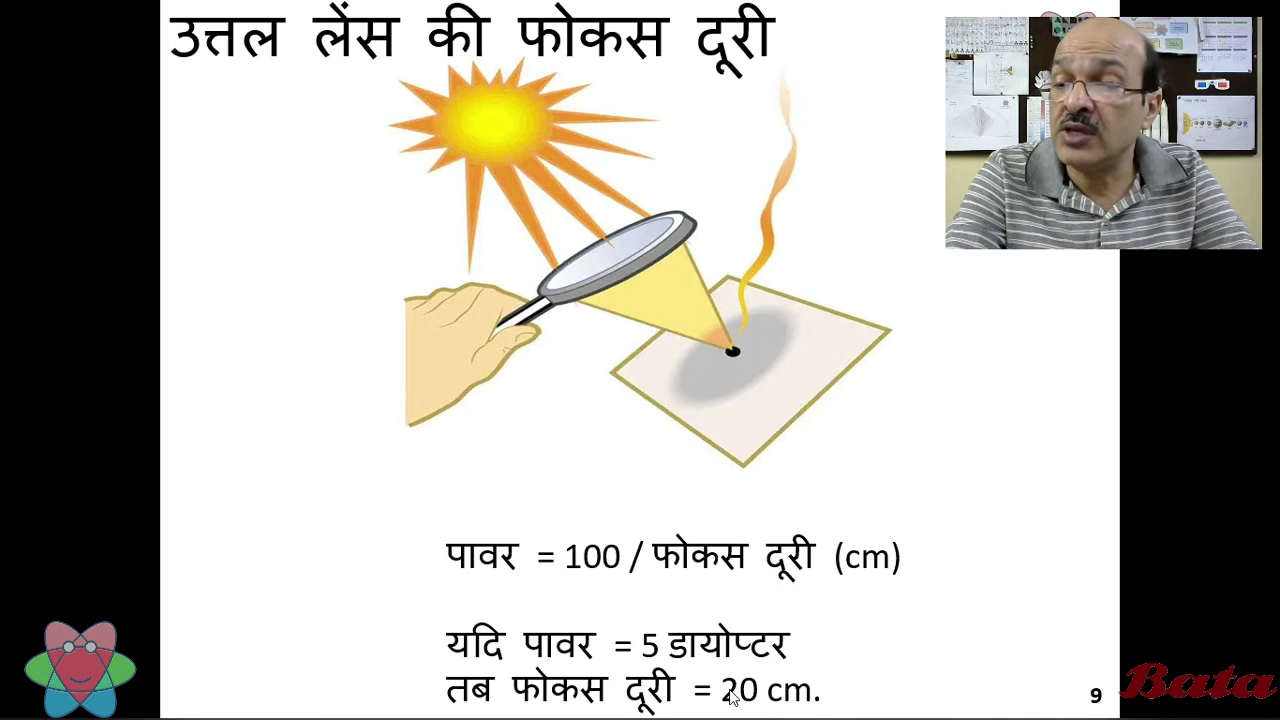 उत्तल लेंस की फोकस दूरी
पावर = 100 / फोकस दूरी (cm)
यदि पावर = 5 डायोप्टर
तब फोकस दूरी = 20 cm.
9
Bata